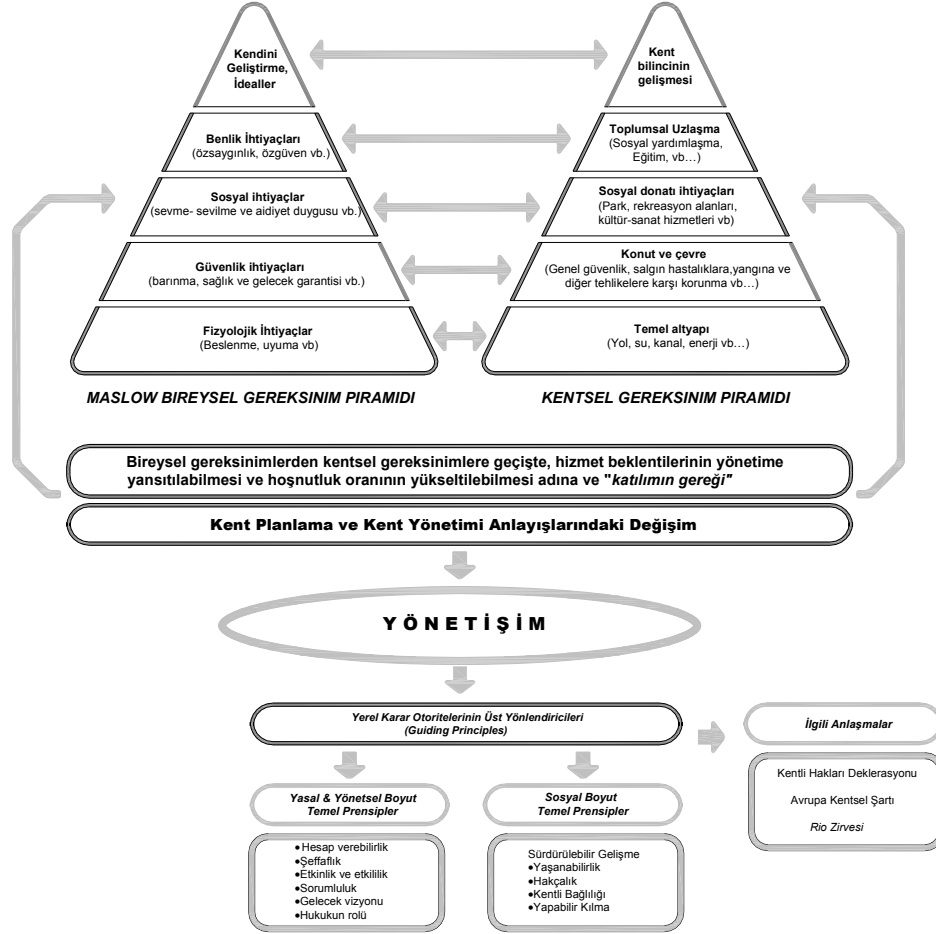 Kendini
Geliştirme,
İdealler
Benlik İhtiyaçları
(özsaygınlık, özgüven vb.)
Sosyal ihtiyaçlar
(sevme- sevilme ve aidiyet duygusu vb.)
Güvenlik ihtiyaçları
(barınma, sağlık ve gelecek garantisi vb.)
Fizyolojik İhtiyaçlar
(Beslenme, uyuma vb)
MASLOW BIREYSEL GEREKSINIM PIRAMIDI
Kent
bilincinin
gelişmesi
Toplumsal Uzlaşma
(Sosyal yardımlaşma,
Eğitim, vb...)
Sosyal donatı ihtiyaçları
(Park, rekreasyon alanları,
kültür-sanat hizmetleri vb)
Konut ve çevre
(Genel güvenlik, salgın hastalıklara,yangına ve
diğer tehlikelere karşı korunma vb...)
Temel altyapı
(Yol, su, kanal, enerji vb...)
KENTSEL GEREKSINIM PIRAMIDI
Bireysel gereksinimlerden kentsel gereksinimlere geçişte, hizmet beklentilerinin yönetime
yansıtılabilmesi ve hoşnutluk oranının yükseltilebilmesi adına ve "katılımın gereği"
Kent Planlama ve Kent Yönetimi Anlayışlarındaki Değişim
YÖNETİŞİM
Yerel Karar Otoritelerinin Üst Yönlendiricileri
(Guiding Principles)
İlgili Anlaşmalar
Kentli Hakları Deklerasyonu
Avrupa Kentsel Şartı
Rio Zirvesi
Yasal & Yönetsel Boyut
Temel Prensipler
•Hesap verebilirlik
•Şeffaflık
•Etkinlik ve etkililik
•Sorumluluk
•Gelecek vizyonu
•Hukukun rolü
Sosyal Boyut
Temel Prensipler
Sürdürülebilir Gelişme
•Yaşanabilirlik
•Hakçalık
•Kentli Bağlılığı
•Yapabilir Kılma